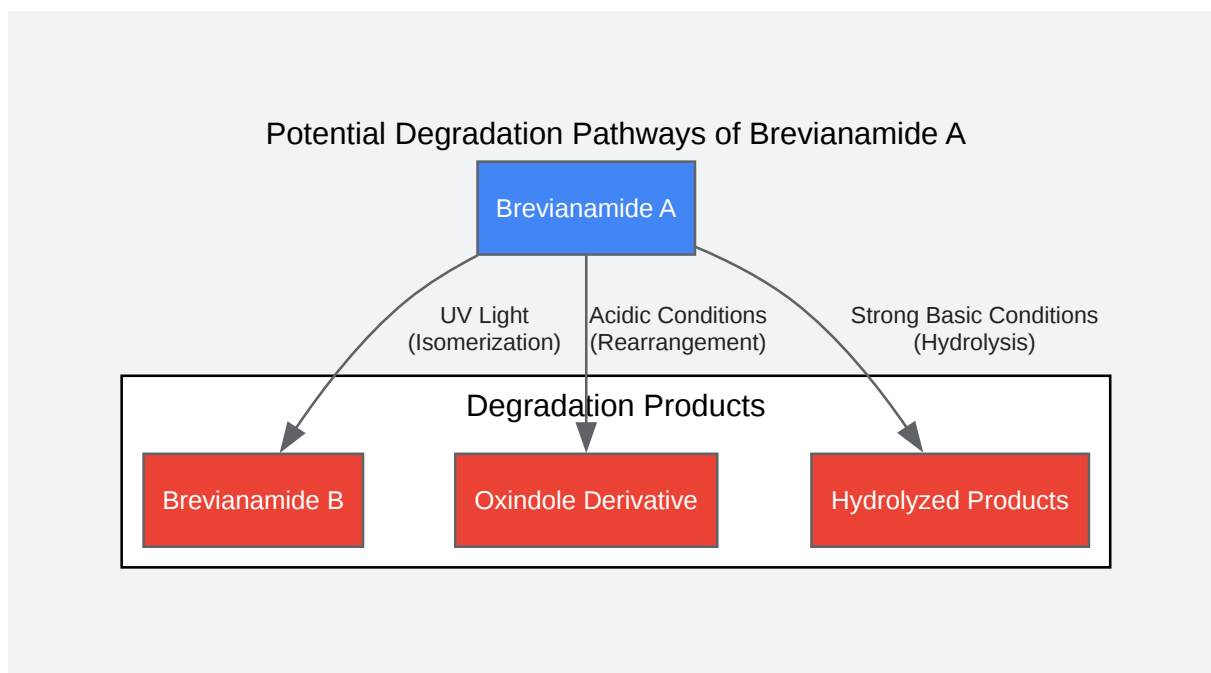 Potential Degradation Pathways of Brevianamide A
Brevianamide A
UV Light
(Isomerization)
Acidic Conditions
(Rearrangement)
Strong Basic Conditions
(Hydrolysis)
Degradation Products
Brevianamide B
Oxindole Derivative
Hydrolyzed Products